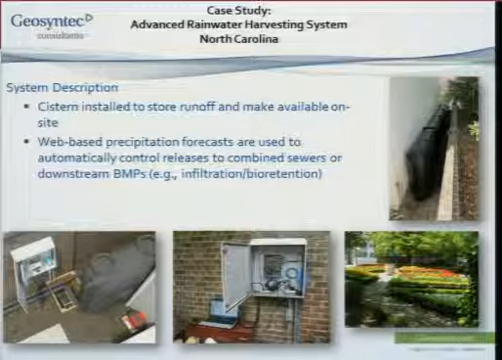 Geosyntec
consultants
Case Study:
Advanced Rainwater Harvesting System
North Carolina
System Description
Cistern installed to store runoff and make available on-
site
Web-based precipitation forecasts are used to
automatically control releases to combined sewers or
downstream BMPs (e.g., infiltration/bioretention)